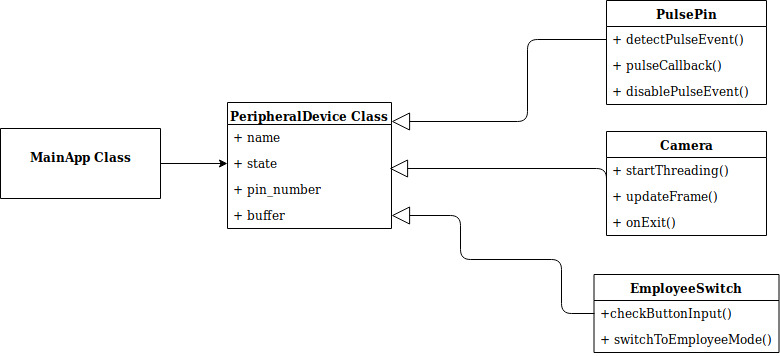 MainApp Class
PeripheralDevice Class
+ name
+ state
+ pin_number
+ buffer
PulsePin
+ detectPulseEvent()
+ pulseCallback()
+ disablePulseEvent()
Camera
+ startThreading()
+ updateFrame()
+ onExit()
EmployeeSwitch
+checkButtonInput()
+ switchToEmployeeMode()